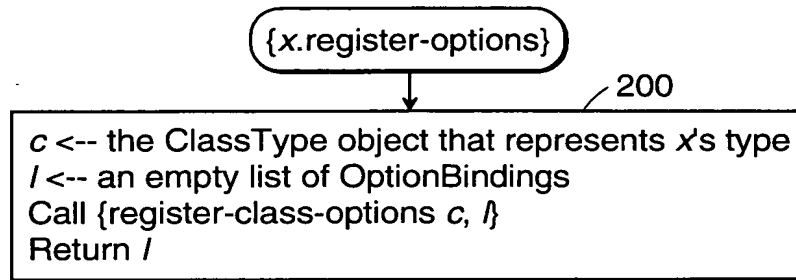 {x.register-options}
200
c <-- the ClassType object that represents x's type
l <-- an empty list of OptionBindings
Call {register-class-options c, l}
Return l